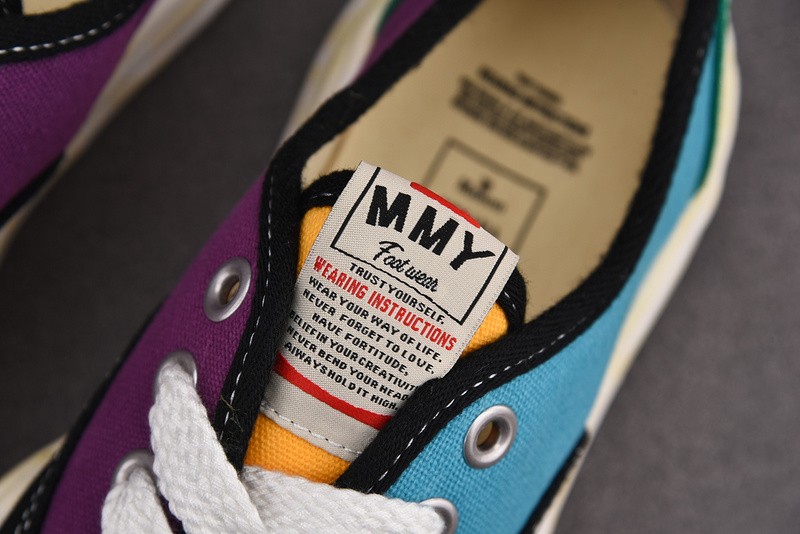 MMY
Footwear
TRUST YOURSELF.
WEARING INSTRUCTIONS
WEAR YOUR WAY OF LIFE.
NEVER FORGET TO LOVE.
HAVE FORTITUDE.
BELIEF IN YOUR CREATIVIT
NEVER BEND YOUR HEAD
ALWAYS HOLD IT HIGH.